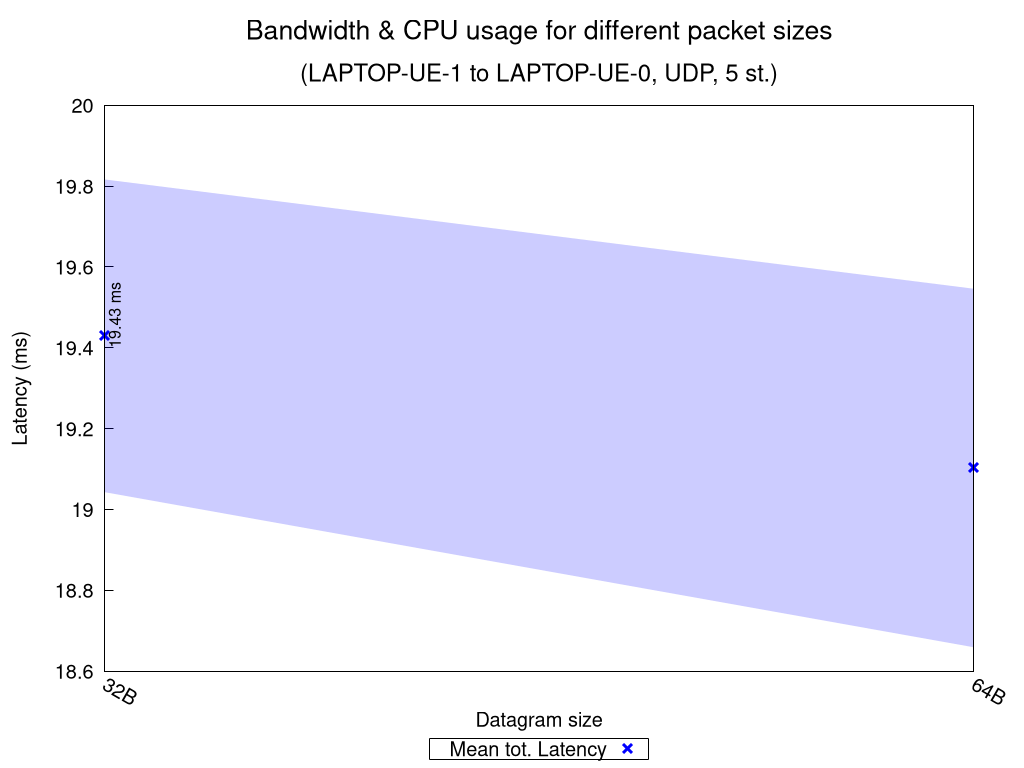 Bandwidth & CPU usage for different packet sizes
(LAPTOP-UE-1 to LAPTOP-UE-0, UDP, 5 st.)
20
19.8
19.6
19.4
19.2
19
18.8
18.6
Latency (ms)
19.43 ms
32B
64B
Datagram size
Mean tot. Latency